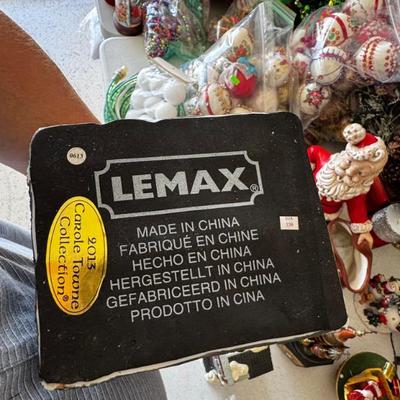 0613
LEMAX®
MADE IN CHINA
FABRIQUÉ EN CHINE
HECHO EN CHINA
HERGESTELLT IN CHINA
GEFABRICEERD IN CHINA
PRODOTTO IN CINA
2013
Carole Towne
Collection®